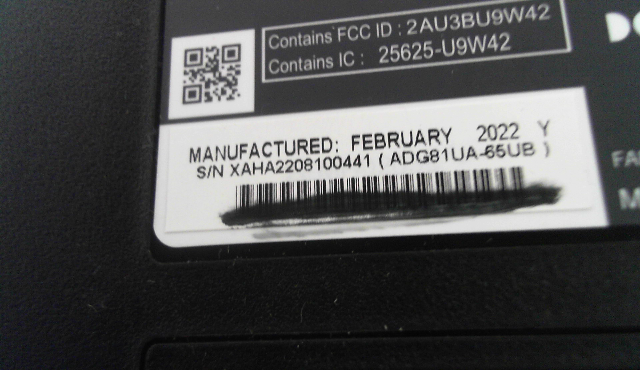 Contains FCC ID : 2AU3BU9W42
Contains IC : 25625-U9W42
MANUFACTURED: FEBRUARY 2022 Y
S/N XAHA2208100441 ( ADG81UA-65UB )